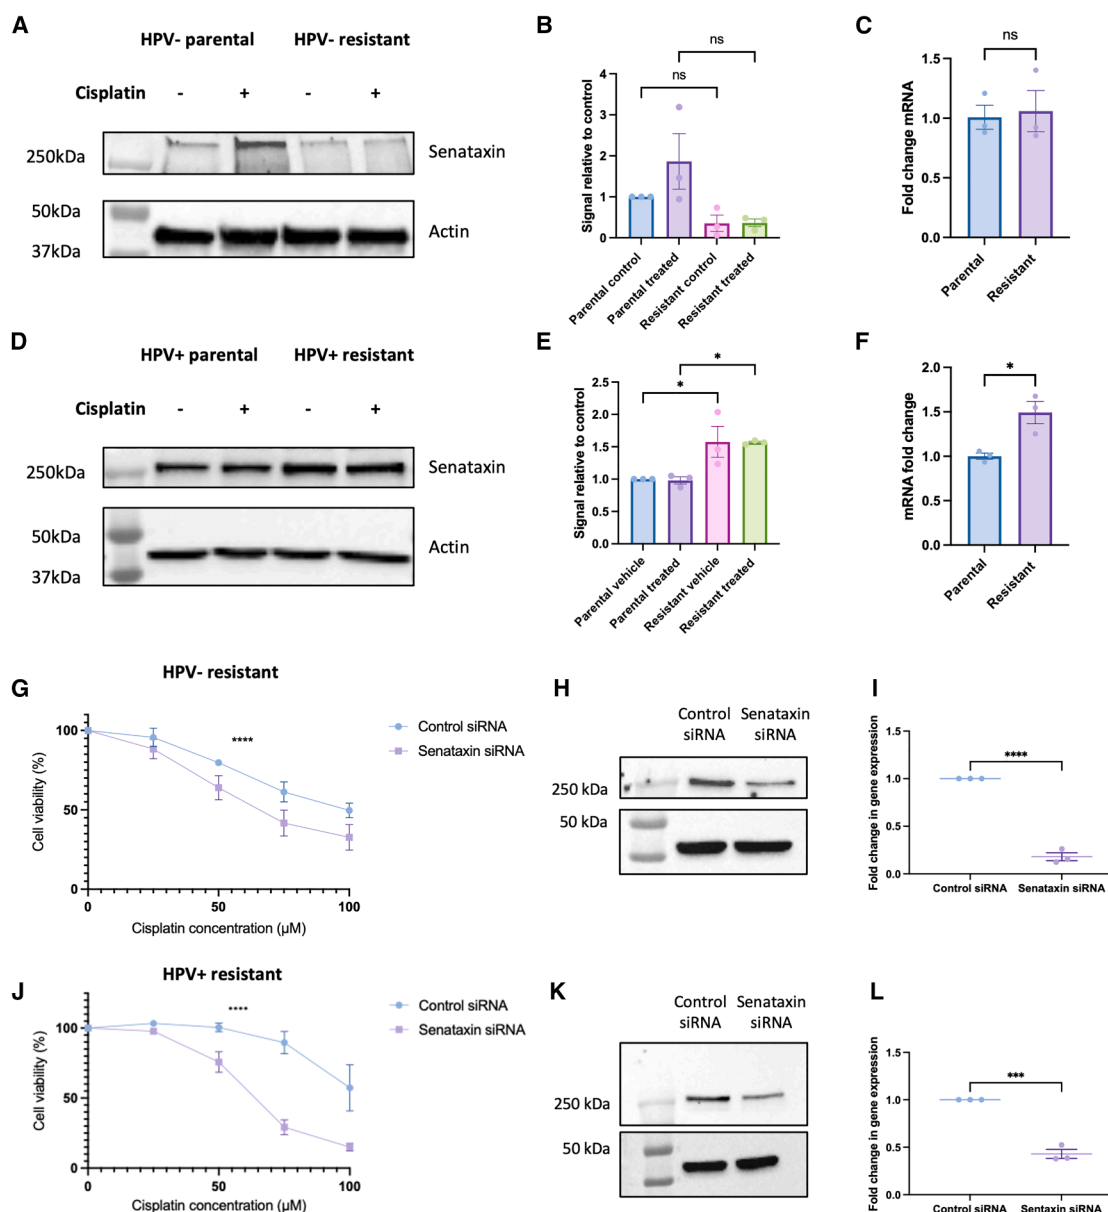 A
HPV- parental HPV- resistant
Cisplatin - + - +
250kDa
Senataxin
50kDa
37kDa
Actin
B
ns
ns
Signal relative to control
4
3
2
1
0
Parental control
Parental treated
Resistant control
Resistant treated
C
ns
Fold change mRNA
1.5
1.0
0.5
0.0
Parental
Resistant
D
HPV+ parental HPV+ resistant
Cisplatin - + - +
250kDa
Senataxin
50kDa
37kDa
Actin
E
*
*
Signal relative to control
2.5
2.0
1.5
1.0
0.5
0.0
Parental vehicle
Parental treated
Resistant vehicle
Resistant treated
F
*
mRNA fold change
2.0
1.5
1.0
0.5
0.0
Parental
Resistant
G
HPV- resistant
Cell viability (%)
100
50
0
****
Control siRNA
Senataxin siRNA
0 50 100
Cisplatin concentration (µM)
H
Control siRNA
Senataxin siRNA
250 kDa
50 kDa
I
Fold change in gene expression
1.5
1.0
0.5
0.0
****
Control siRNA Senataxin siRNA
J
HPV+ resistant
Cell viability (%)
100
50
0
****
Control siRNA
Senataxin siRNA
0 50 100
Cisplatin concentration (µM)
K
Control siRNA
Senataxin siRNA
250 kDa
50 kDa
L
Fold change in gene expression
1.5
1.0
0.5
0.0
***
Control siRNA Senataxin siRNA